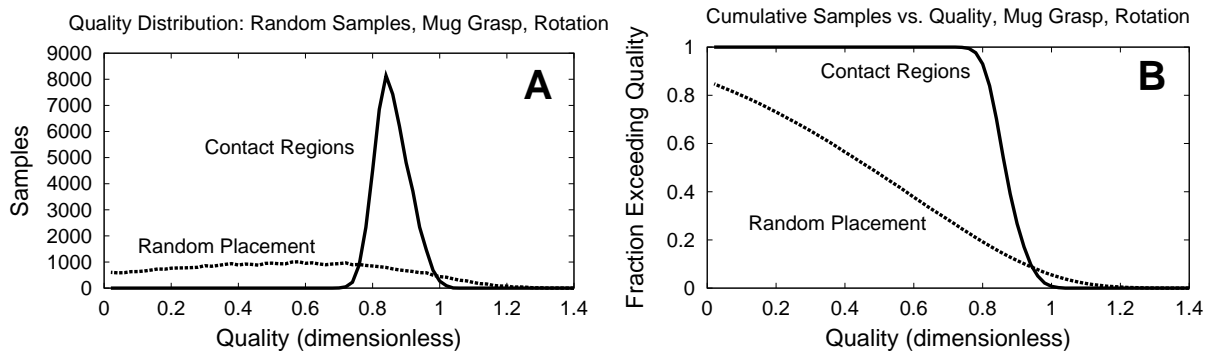 Quality Distribution: Random Samples, Mug Grasp, Rotation
9000
8000
7000
6000
5000
4000
3000
2000
1000
0
Samples
A
Contact Regions
Random Placement
0 0.2 0.4 0.6 0.8 1 1.2 1.4
Quality (dimensionless)
Cumulative Samples vs. Quality, Mug Grasp, Rotation
1
0.8
0.6
0.4
0.2
0
Fraction Exceeding Quality
B
Contact Regions
Random Placement
0 0.2 0.4 0.6 0.8 1 1.2 1.4
Quality (dimensionless)